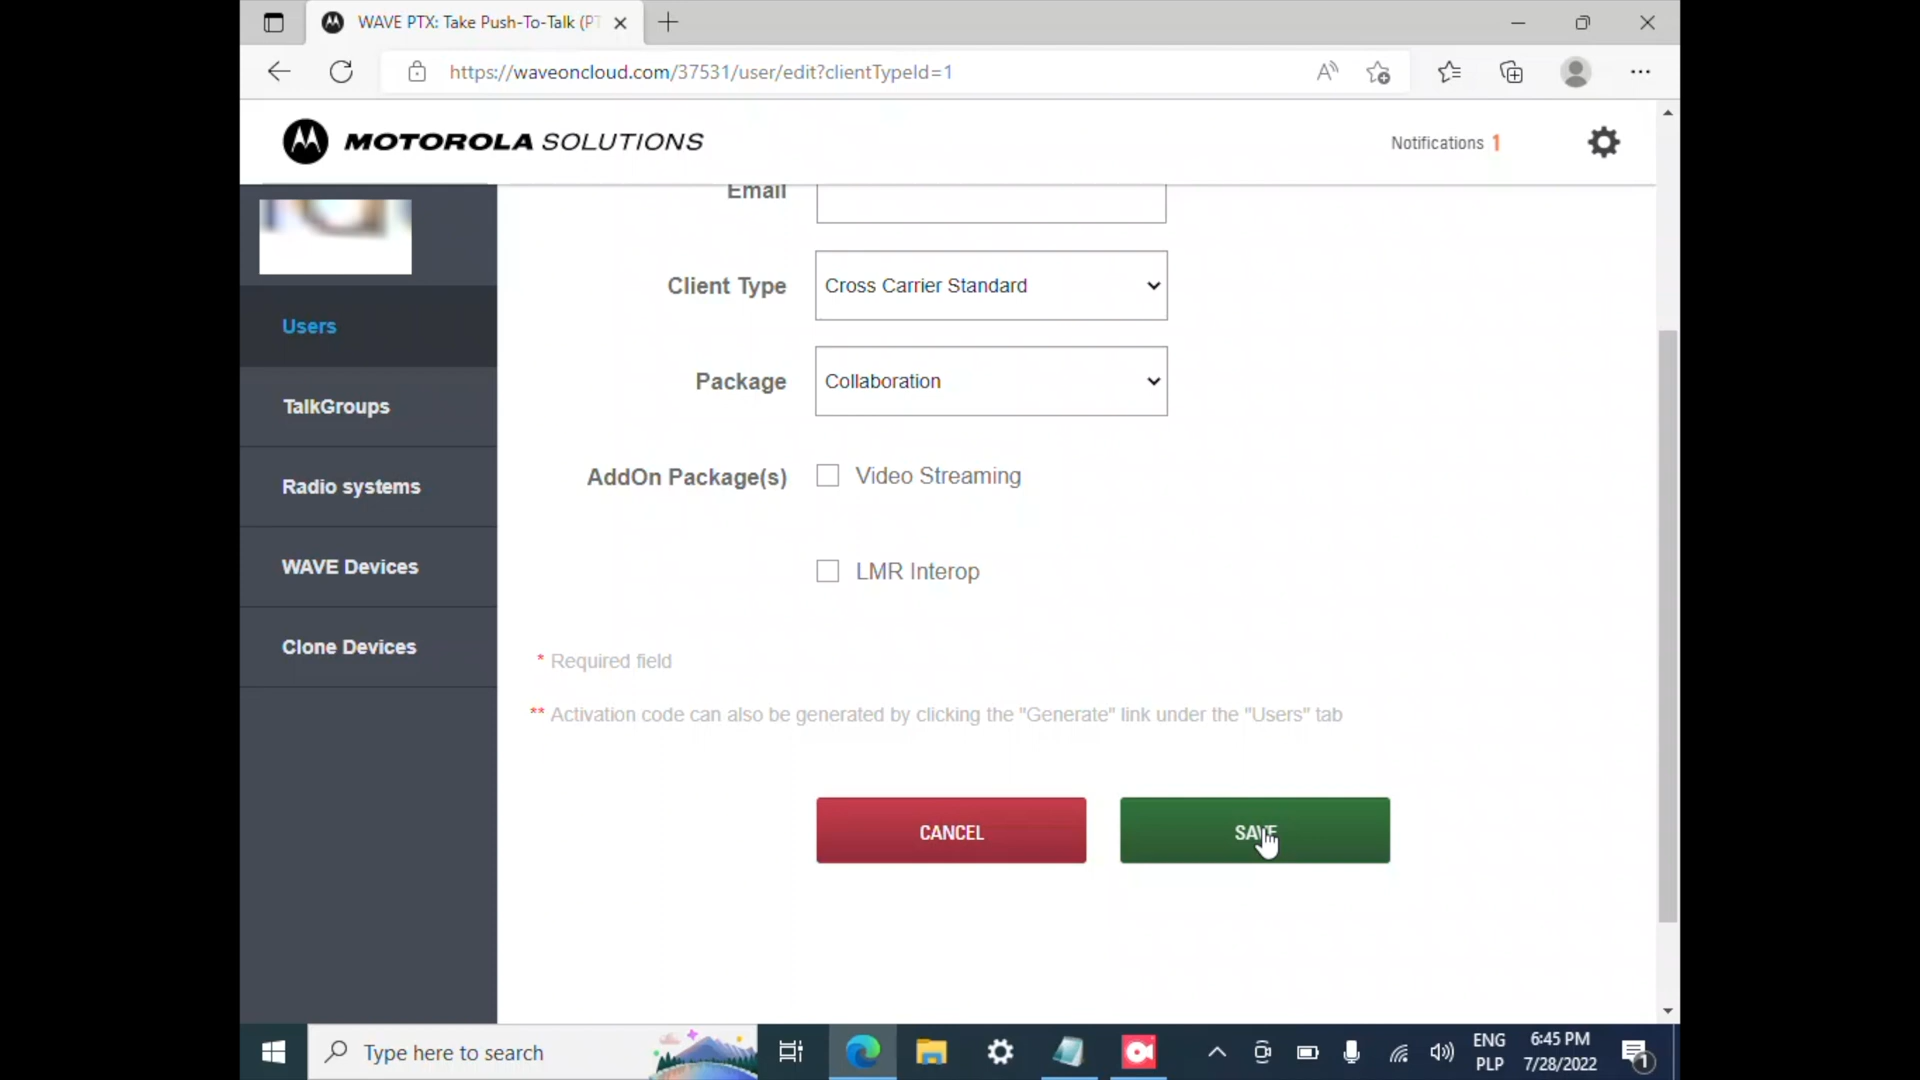 WAVE PTX: Take Push-To-Talk (PT
https://waveoncloud.com/37531/user/edit?clientTypeId=1
MOTOROLA SOLUTIONS
Notifications 1
Email
Client Type
Cross Carrier Standard
Users
Package
Collaboration
TalkGroups
AddOn Package(s)
Video Streaming
Radio systems
WAVE Devices
LMR Interop
Clone Devices
* Required field
** Activation code can also be generated by clicking the "Generate" link under the "Users" tab
CANCEL
SAVE
Type here to search
ENG
PLP
6:45 PM
7/28/2022
1